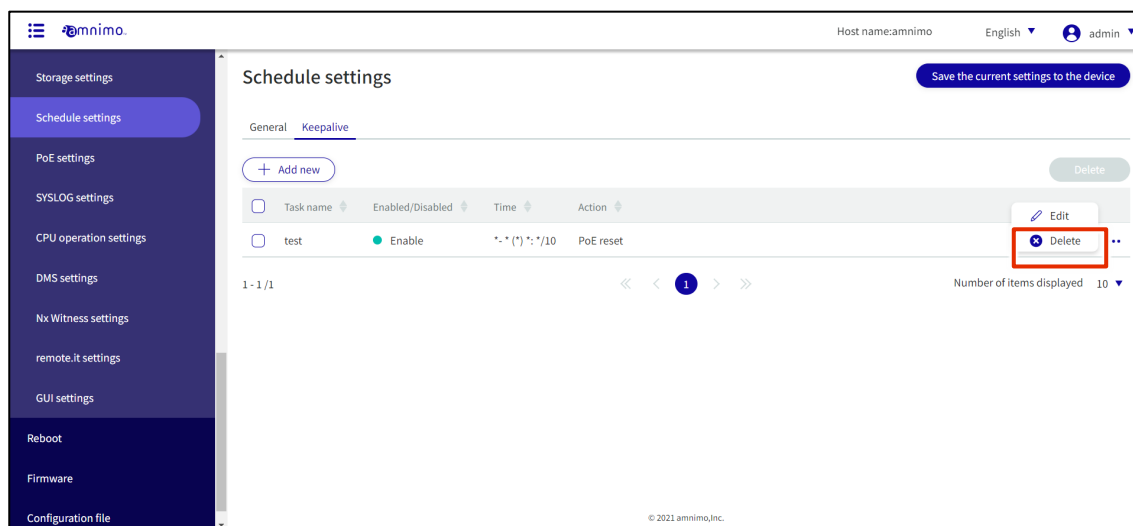 amnimo
Host name:amnimo
English
admin
Storage settings
Schedule settings
PoE settings
SYSLOG settings
CPU operation settings
DMS settings
Nx Witness settings
remote.it settings
GUI settings
Reboot
Firmware
Configuration file
Schedule settings
Save the current settings to the device
General Keepalive
+ Add new
Delete
Task name Enabled/Disabled Time Action
Edit
test Enable *- * (*) *: */10 PoE reset
Delete
1 - 1 /1
« < 1 > »
Number of items displayed 10
© 2021 amnimo,Inc.